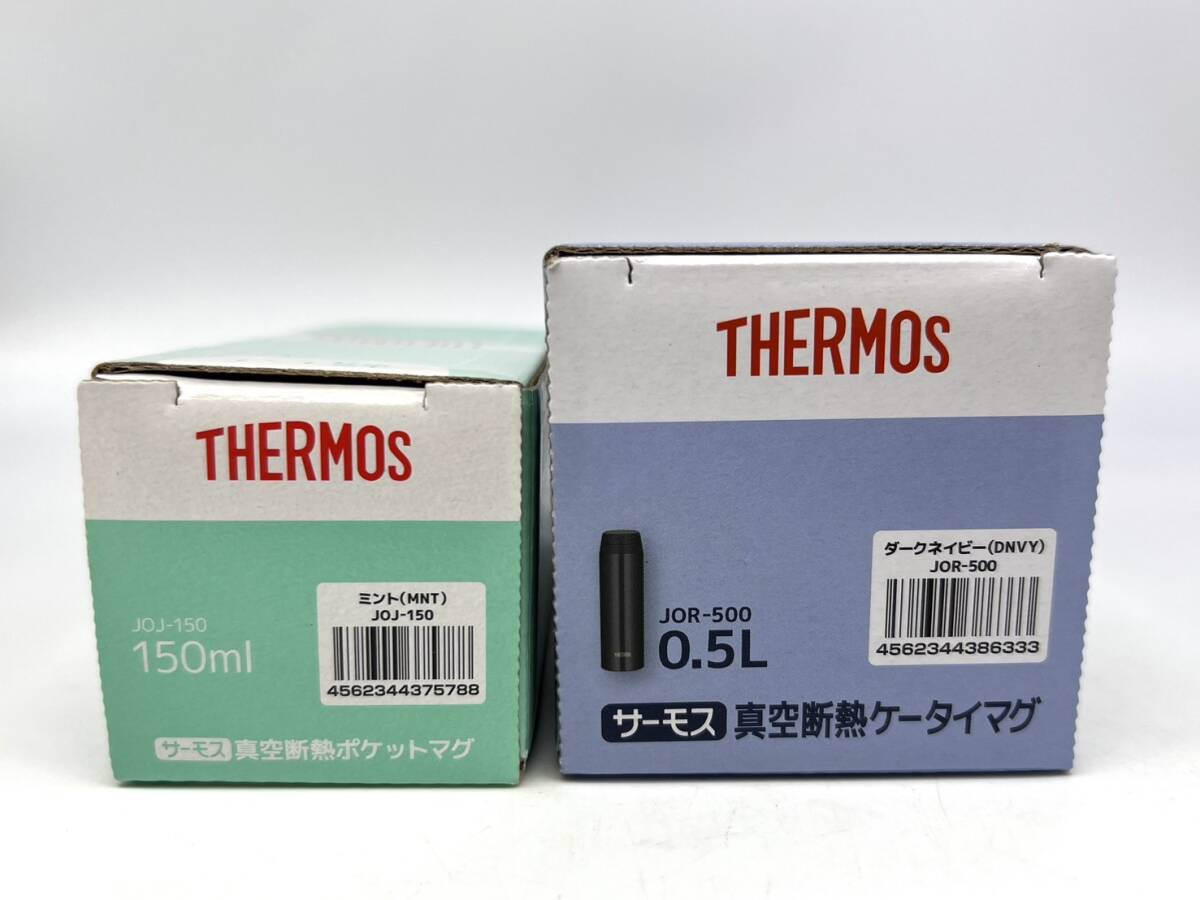 THERMOS
JOJ-150
150ml
ミント(MNT)
JOJ-150
4562344375788
サーモス 真空断熱ポケットマグ
THERMOS
ダークネイビー(DNVY)
JOR-500
4562344386333
JOR-500
0.5L
サーモス 真空断熱ケータイマグ